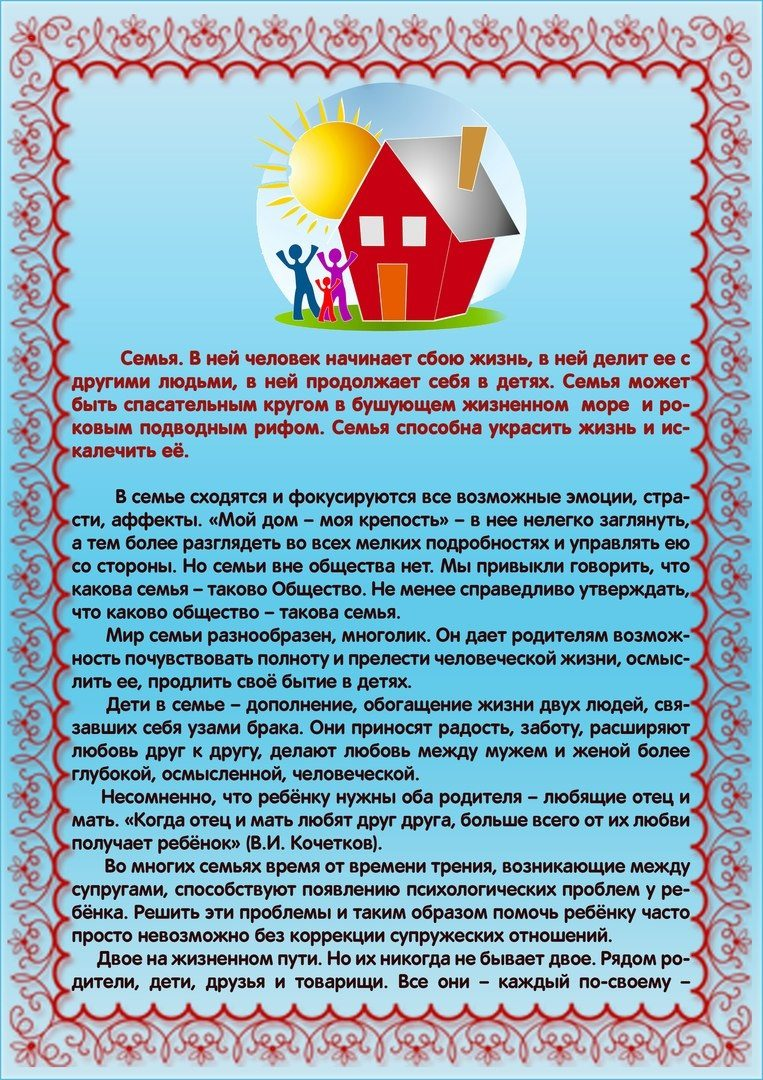 Семья. В ней человек начинает сбою жизнь, в ней делит ее с
другими людьми, в ней продолжает себя в детях. Семья может
быть спасательным кругом в бушующем жизненном море и ро-
ковым подводным рифом. Семья способна украсить жизнь и ис-
калечить её.
В семье сходятся и фокусируются все возможные эмоции, стра-
сти, аффекты. «Мой дом – моя крепость» – в нее нелегко заглянуть,
а тем более разглядеть во всех мелких подробностях и управлять ею
со стороны. Но семьи вне общества нет. Мы привыкли говорить, что
какова семья – таково Общество. Не менее справедливо утверждать,
что каково общество – такова семья.
Мир семьи разнообразен, многолик. Он дает родителям возмож-
ность почувствовать полноту и прелести человеческой жизни, осмыс-
лить ее, продлить своё бытие в детях.
Дети в семье – дополнение, обогащение жизни двух людей, свя-
завших себя узами брака. Они приносят радость, заботу, расширяют
любовь друг к другу, делают любовь между мужем и женой более
глубокой, осмысленной, человеческой.
Несомненно, что ребёнку нужны оба родителя – любящие отец и
мать. «Когда отец и мать любят друг друга, больше всего от их любви
получает ребёнок» (В.И. Кочетков).
Во многих семьях время от времени трения, возникающие между
супругами, способствуют появлению психологических проблем у ре-
бёнка. Решить эти проблемы и таким образом помочь ребёнку часто
просто невозможно без коррекции супружеских отношений.
Двое на жизненном пути. Но их никогда не бывает двое. Рядом ро-
дители, дети, друзья и товарищи. Все они – каждый по-своему –